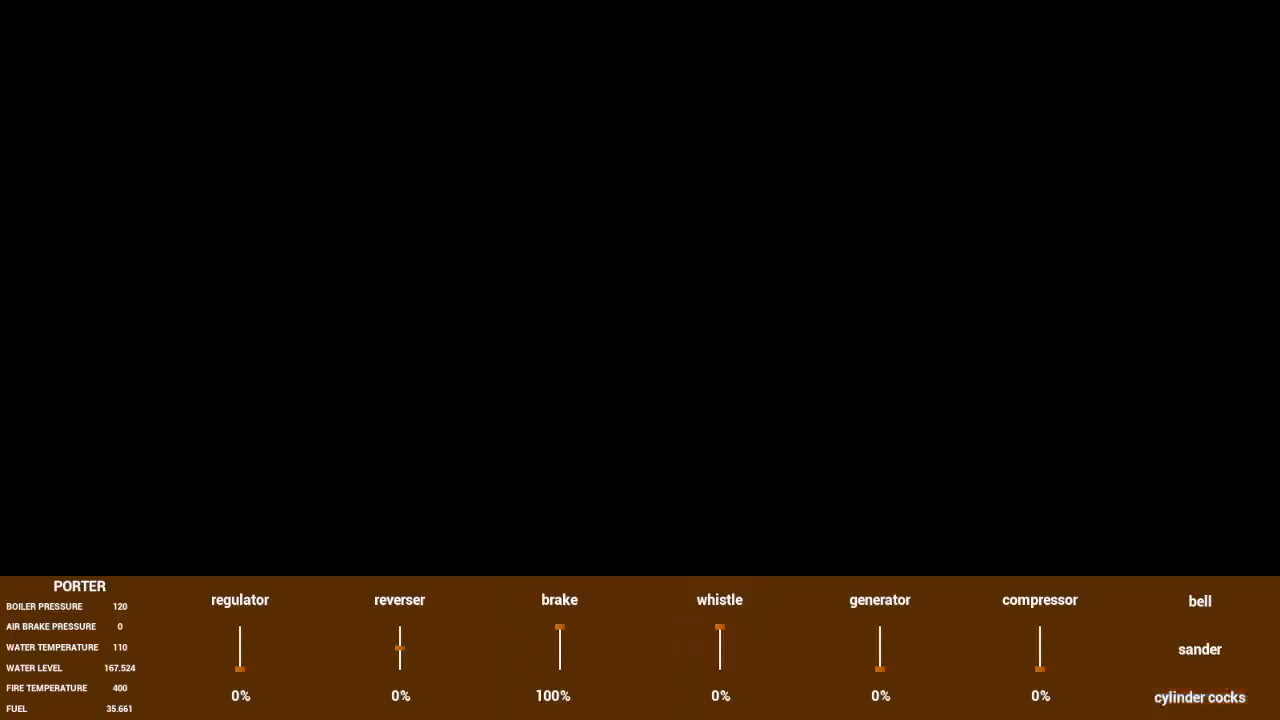 PORTER
BOILER PRESSURE 120
AIR BRAKE PRESSURE 0
WATER TEMPERATURE 110
WATER LEVEL 167.524
FIRE TEMPERATURE 400
FUEL 35.661
regulator
0%
reverser
0%
brake
100%
whistle
0%
generator
0%
compressor
0%
bell
sander
cylinder cocks